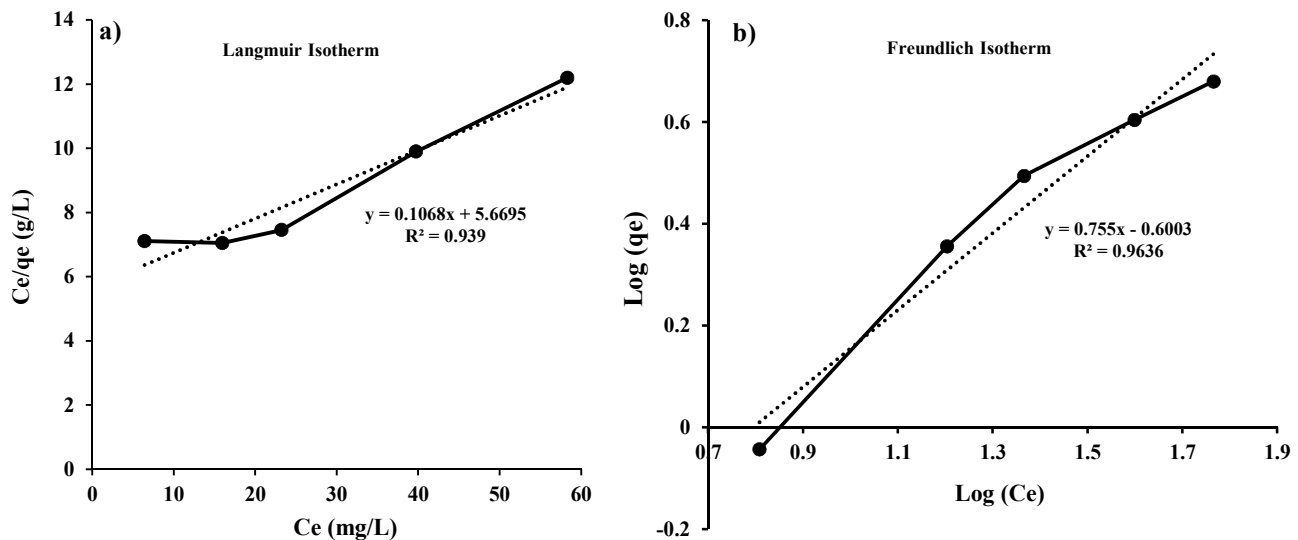 a)
Langmuir Isotherm
14
12
10
8
6
4
2
0
Ce/qe (g/L)
y = 0.1068x + 5.6695
R² = 0.939
0 10 20 30 40 50 60
Ce (mg/L)
b)
Freundlich Isotherm
0.8
0.6
0.4
0.2
0
-0.2
Log (qe)
y = 0.755x - 0.6003
R² = 0.9636
0.7 0.9 1.1 1.3 1.5 1.7 1.9
Log (Ce)